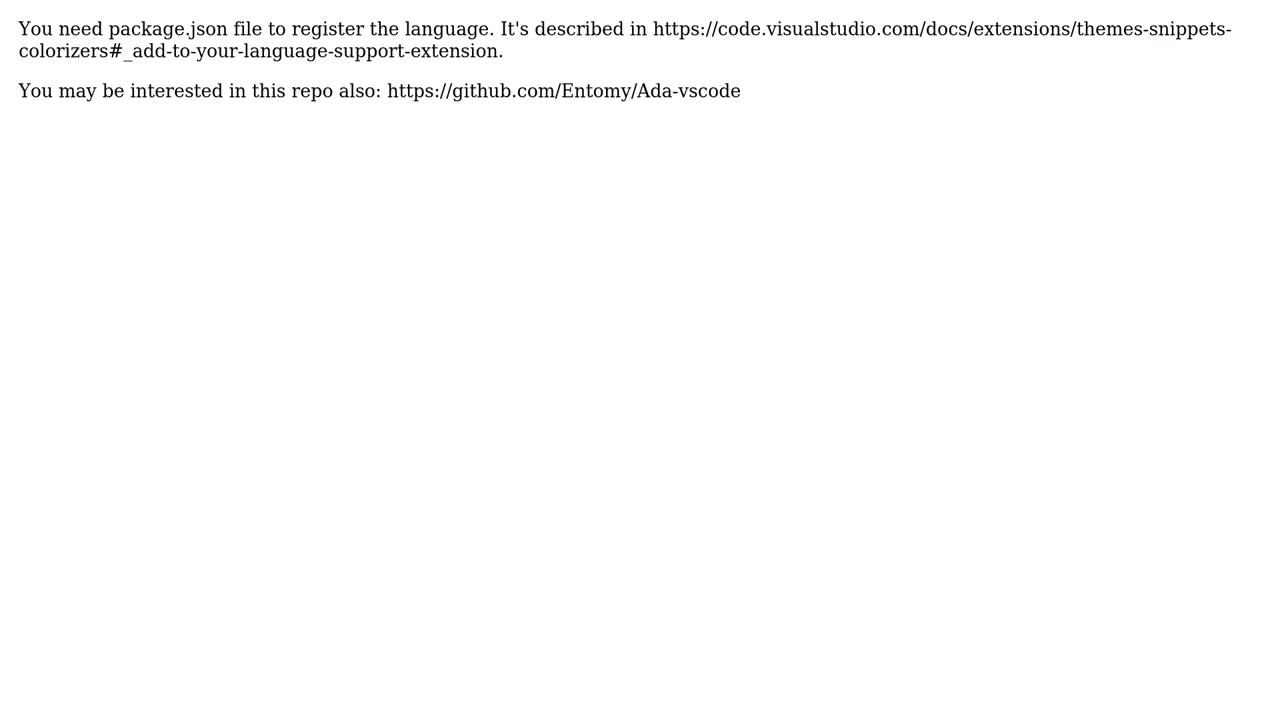 You need package.json file to register the language. It's described in https://code.visualstudio.com/docs/extensions/themes-snippets-
colorizers#_add-to-your-language-support-extension.
You may be interested in this repo also: https://github.com/Entomy/Ada-vscode